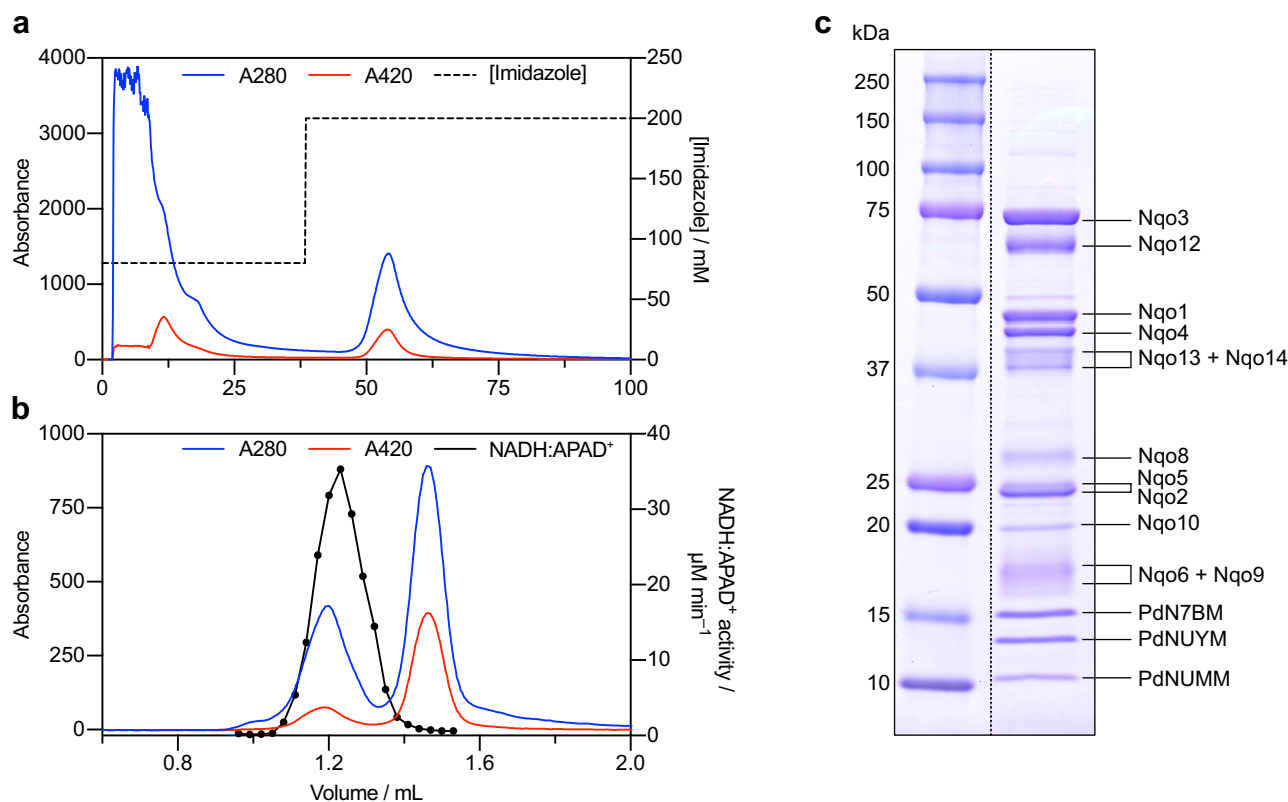 a
A280 A420 [Imidazole]
4000 3000 2000 1000 0
Absorbance
250 200 150 100 50 0
[Imidazole] / mM
0 25 50 75 100
b
A280 A420 NADH:APAD⁺
1000 750 500 250 0
Absorbance
40 30 20 10 0
NADH:APAD⁺ activity /
µM min⁻¹
0.8 1.2 1.6 2.0
Volume / mL
c
kDa
250
150
100
75
50
37
25
20
15
10
Nqo3
Nqo12
Nqo1
Nqo4
Nqo13 + Nqo14
Nqo8
Nqo5
Nqo2
Nqo10
Nqo6 + Nqo9
PdN7BM
PdNUYM
PdNUMM